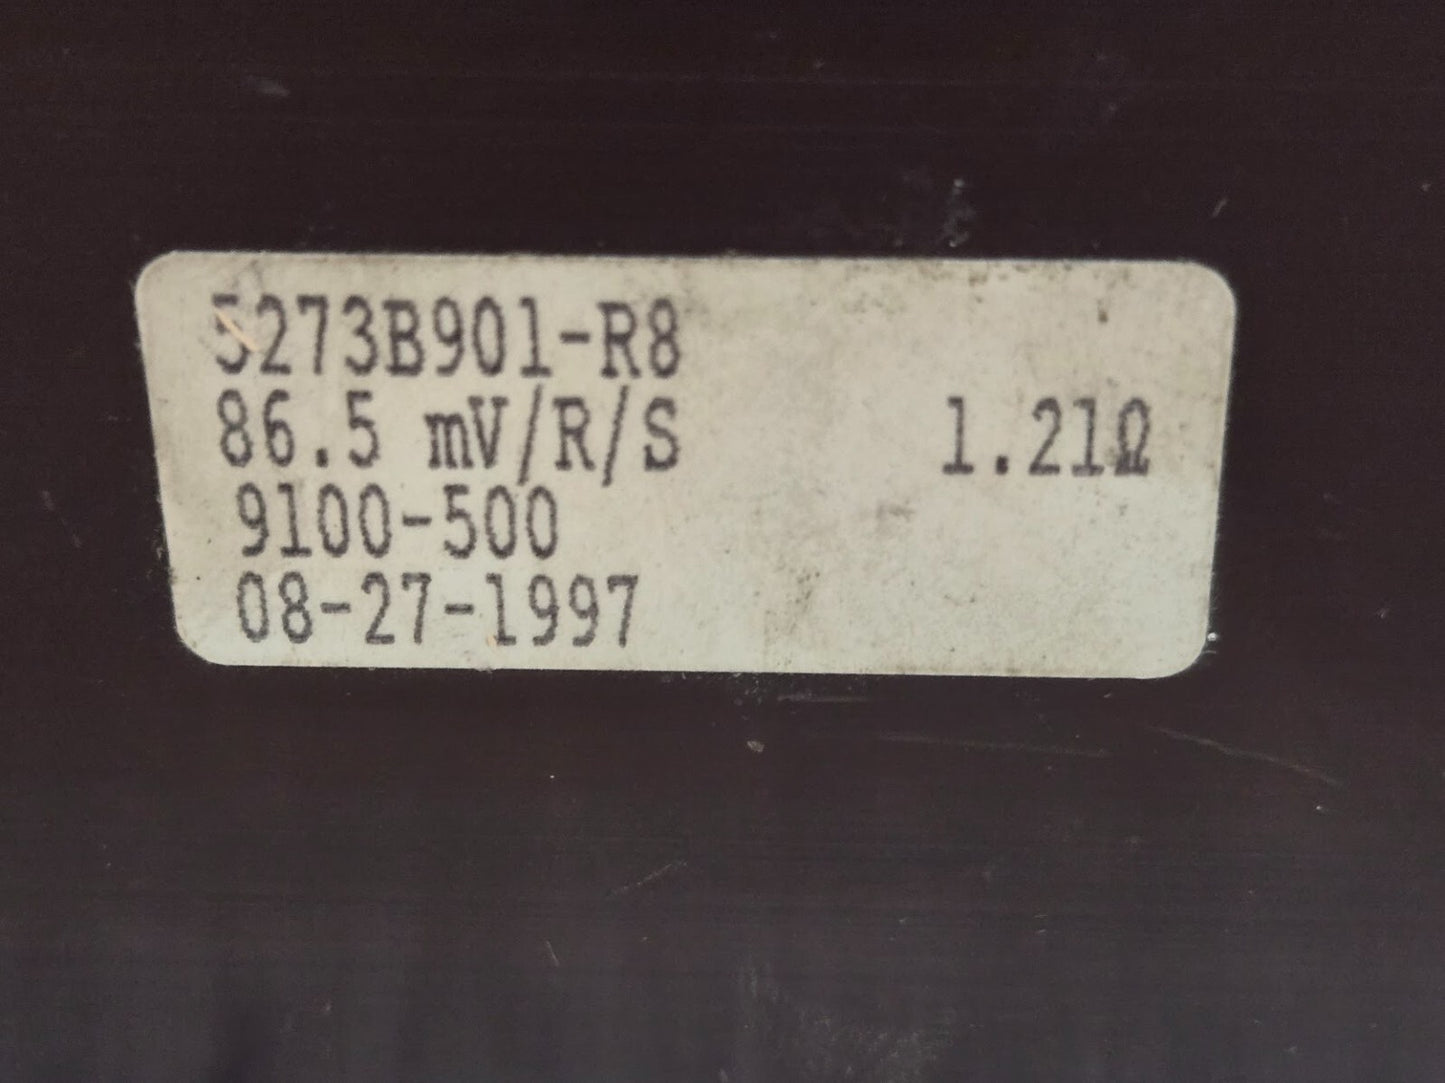 5273B901-R8
86.5 mV/R/S 1.21Ω
9100-500
08-27-1997